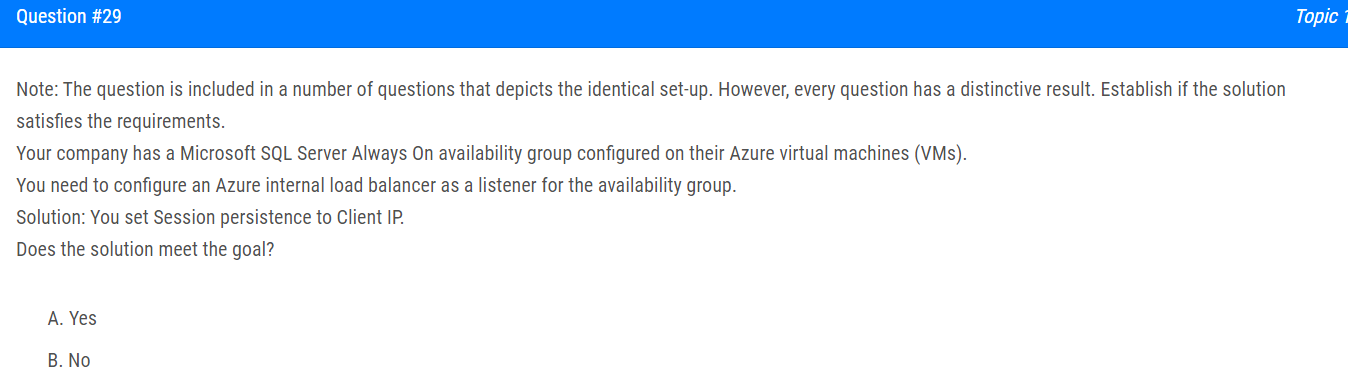 Question #29
Topic 1
Note: The question is included in a number of questions that depicts the identical set-up. However, every question has a distinctive result. Establish if the solution
satisfies the requirements.
Your company has a Microsoft SQL Server Always On availability group configured on their Azure virtual machines (VMs).
You need to configure an Azure internal load balancer as a listener for the availability group.
Solution: You set Session persistence to Client IP.
Does the solution meet the goal?
A. Yes
B. No